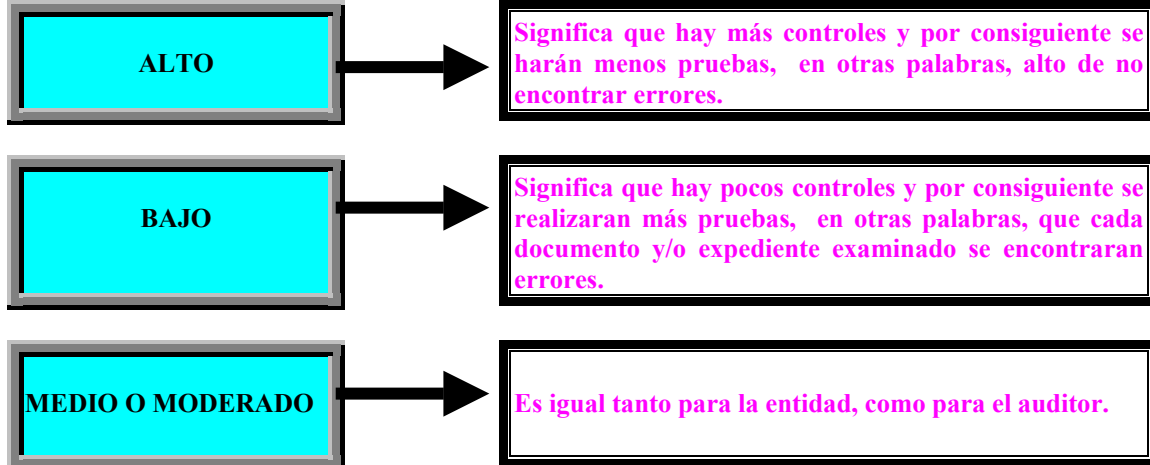 ALTO
Significa que hay más controles y por consiguiente se
harán menos pruebas, en otras palabras, alto de no
encontrar errores.
BAJO
Significa que hay pocos controles y por consiguiente se
realizaran más pruebas, en otras palabras, que cada
documento y/o expediente examinado se encontraran
errores.
MEDIO O MODERADO
Es igual tanto para la entidad, como para el auditor.